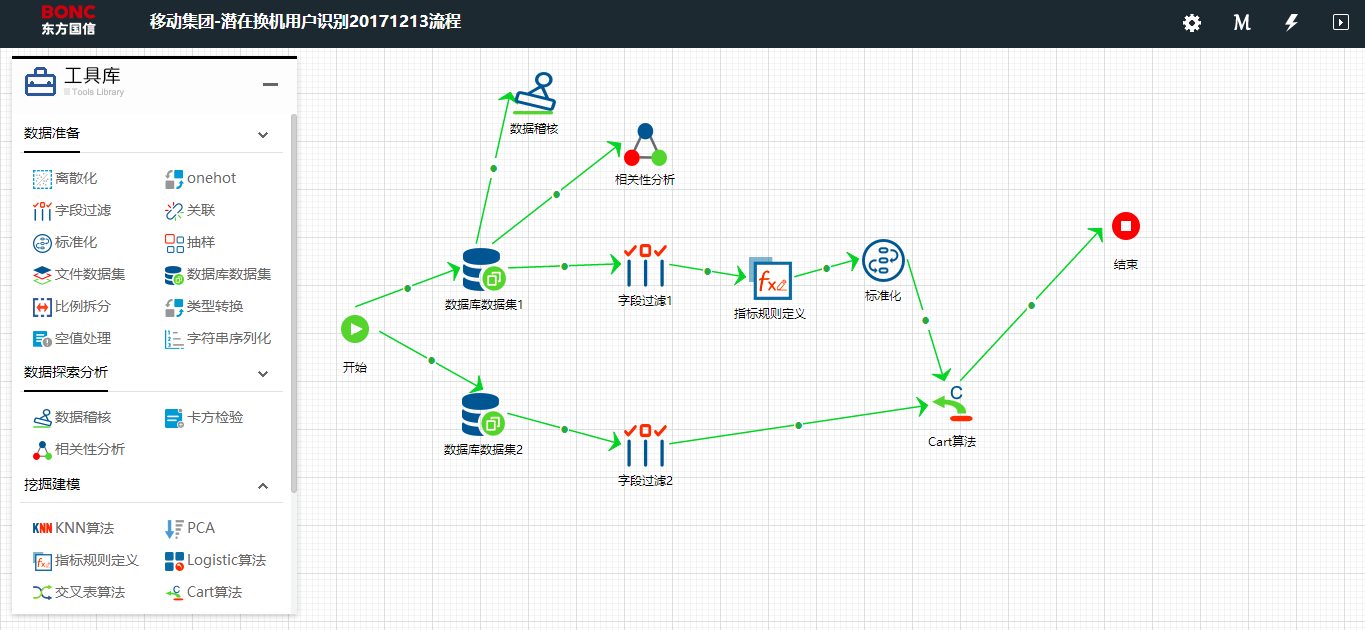 BONC
东方国信
移动集团-潜在换机用户识别20171213流程
工具库
Tools Library
数据准备
离散化 onehot
字段过滤 关联
标准化 抽样
文件数据集 数据库数据集
比例拆分 类型转换
空值处理 字符串序列化
数据探索分析
数据稽核 卡方检验
相关性分析
挖掘建模
KNN KNN算法 PCA
指标规则定义 Logistic算法
交叉表算法 Cart算法
数据稽核
相关性分析
结束
数据库数据集1
字段过滤1
fx
指标规则定义
标准化
开始
C
Cart算法
数据库数据集2
字段过滤2